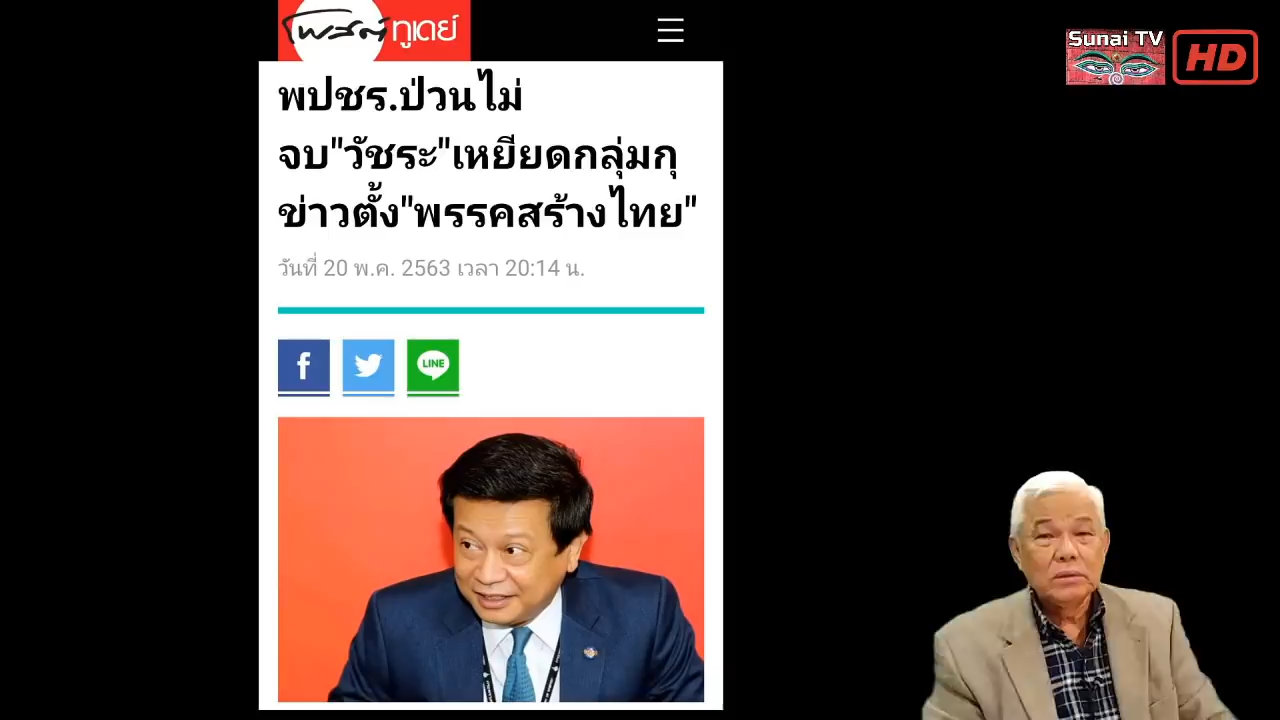 โพสต์ทูเดย์
Sunai TV
HD
พปชร.ป่วนไม่
จบ"วัชระ"เหยียดกลุ่มกุ
ข่าวตั้ง"พรรคสร้างไทย"
วันที่ 20 พ.ค. 2563 เวลา 20:14 น.
f
LINE